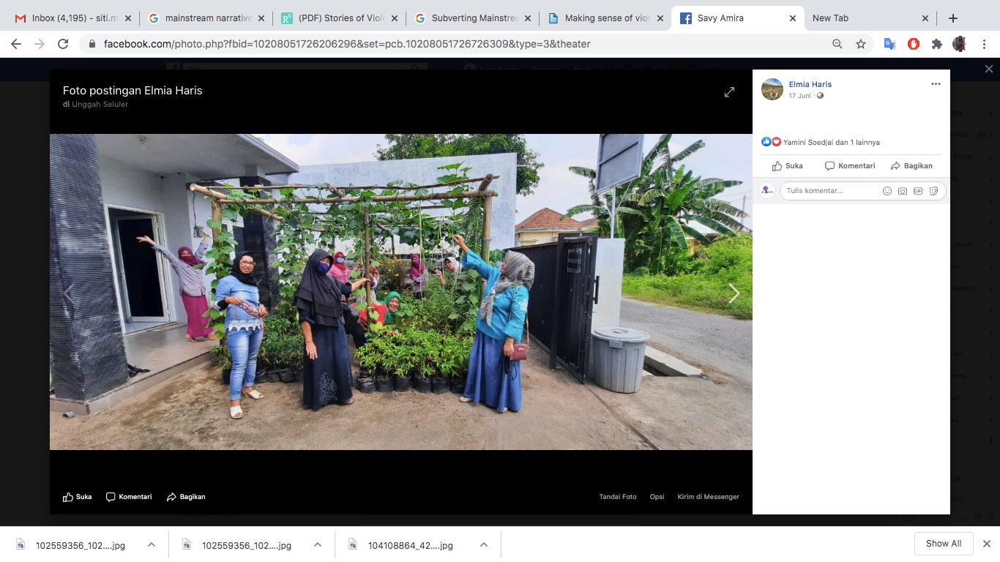 Inbox (4,195) - siti.m
mainstream narrative
(PDF) Stories of Viole
Subverting Mainstrea
Making sense of viol
Savy Amira
New Tab
facebook.com/photo.php?fbid=10208051726206296&set=pcb.10208051726726309&type=3&theater
Foto postingan Elmia Haris
di Unggah Seluler
Elmia Haris
17 Juni ·
Yamini Soedjai dan 1 lainnya
Suka Komentari Bagikan
Tulis komentar...
GIF
Suka Komentari Bagikan
Tandai Foto Opsi Kirim di Messenger
102559356_102....jpg
102559356_102....jpg
104108864_42....jpg
Show All